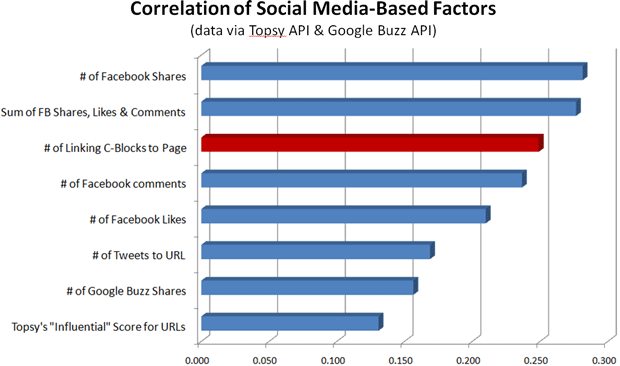 Correlation of Social Media-Based Factors
(data via Topsy API & Google Buzz API)
# of Facebook Shares
Sum of FB Shares, Likes & Comments
# of Linking C-Blocks to Page
# of Facebook comments
# of Facebook Likes
# of Tweets to URL
# of Google Buzz Shares
Topsy's "Influential" Score for URLs
0.000 0.050 0.100 0.150 0.200 0.250 0.300